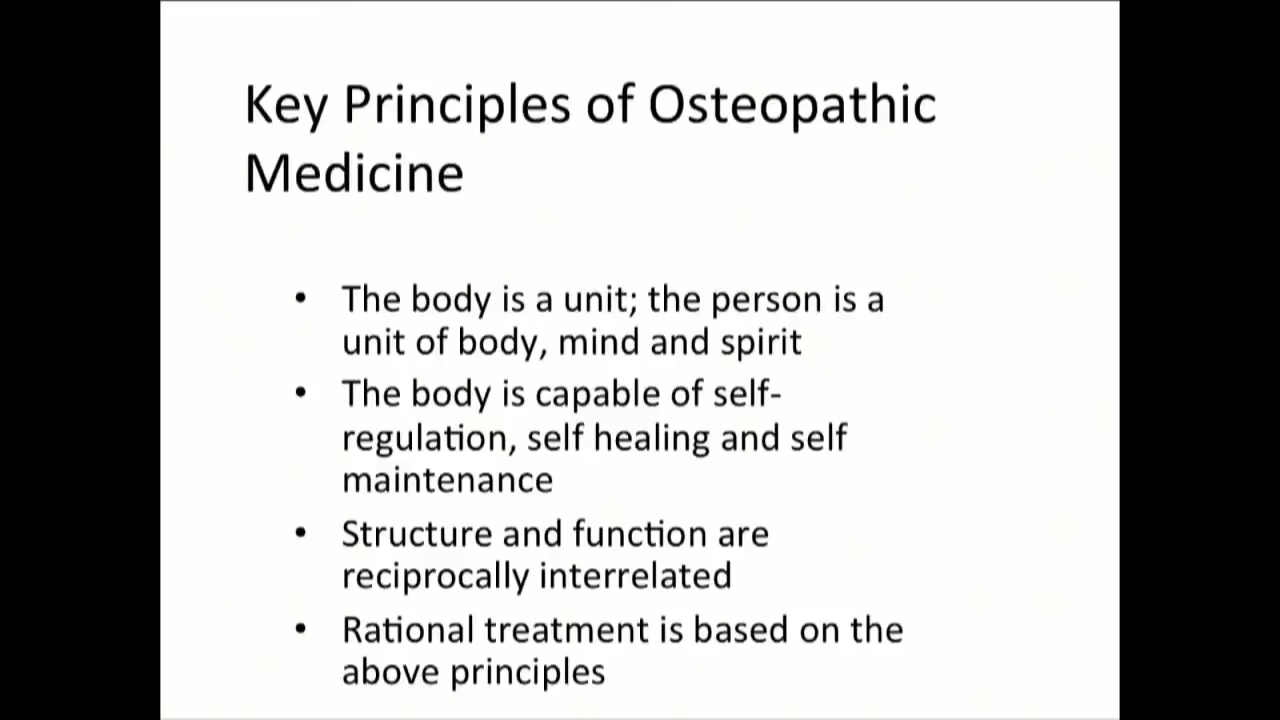 Key Principles of Osteopathic
Medicine
• The body is a unit; the person is a
unit of body, mind and spirit
• The body is capable of self-
regulation, self healing and self
maintenance
• Structure and function are
reciprocally interrelated
• Rational treatment is based on the
above principles